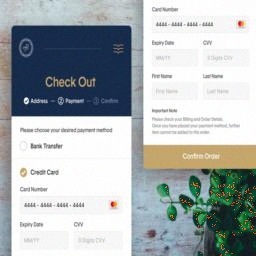 Check Out
Address — 2 Payment — 3 Confirm
Please choose your desired payment method
Bank Transfer
Credit Card
Card Number
4444 - 4444 - 4444 - 4444
Expiry Date CVV
MM/YY 3 Digits CVV
Card Number
4444 - 4444 - 4444 - 4444
Expiry Date CVV
MM/YY 3 Digits CVV
First Name Last Name
First Name Last Name
Important Note
Please check your Billing and Order Details.
Once you have placed your payment, further
item cannot be added to this order.
Confirm Order